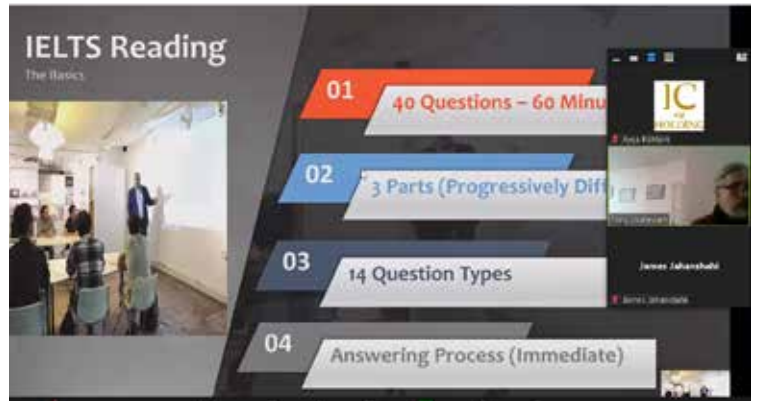 IELTS Reading
The Basics
01
40 Questions – 60 Minu
02
3 Parts (Progressively Diff
03
14 Question Types
04
Answering Process (Immediate)
IC
HOLDING
James Jahanshahi